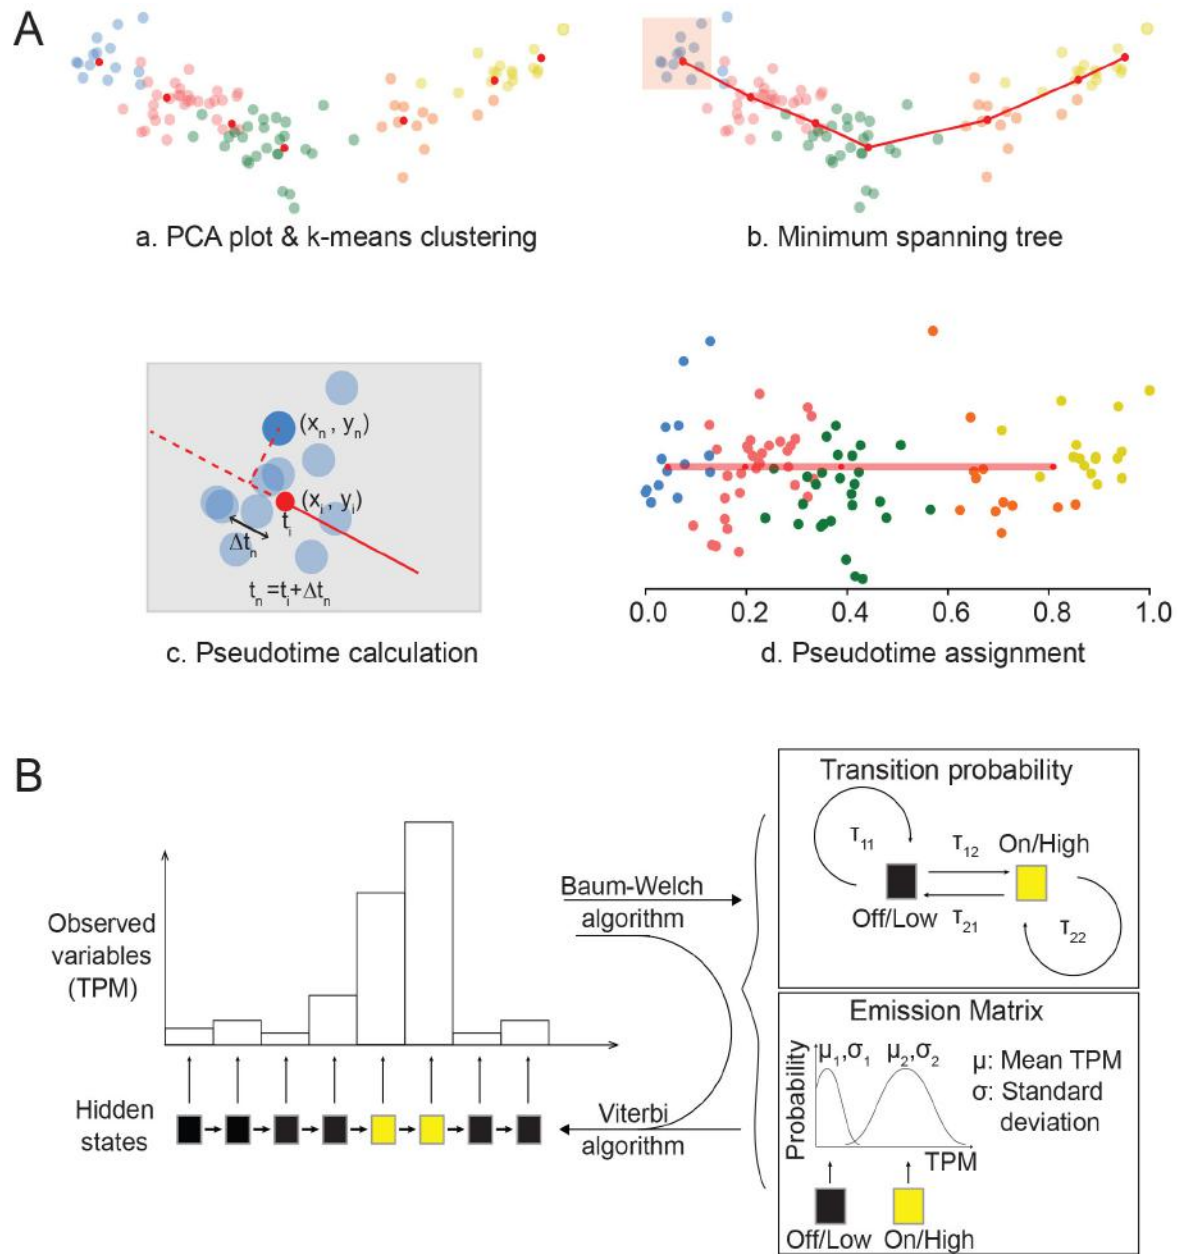 A
a. PCA plot & k-means clustering
b. Minimum spanning tree
(xn , yn)
(xi , yi)
ti
Δtn
tn =ti+Δtn
c. Pseudotime calculation
0.0 0.2 0.4 0.6 0.8 1.0
d. Pseudotime assignment
B
Observed
variables
(TPM)
Hidden
states
Baum-Welch
algorithm
Viterbi
algorithm
Transition probability
τ11
τ12
On/High
Off/Low
τ21
τ22
Emission Matrix
Probability
μ1,σ1
μ2,σ2
μ: Mean TPM
σ: Standard
deviation
TPM
Off/Low
On/High